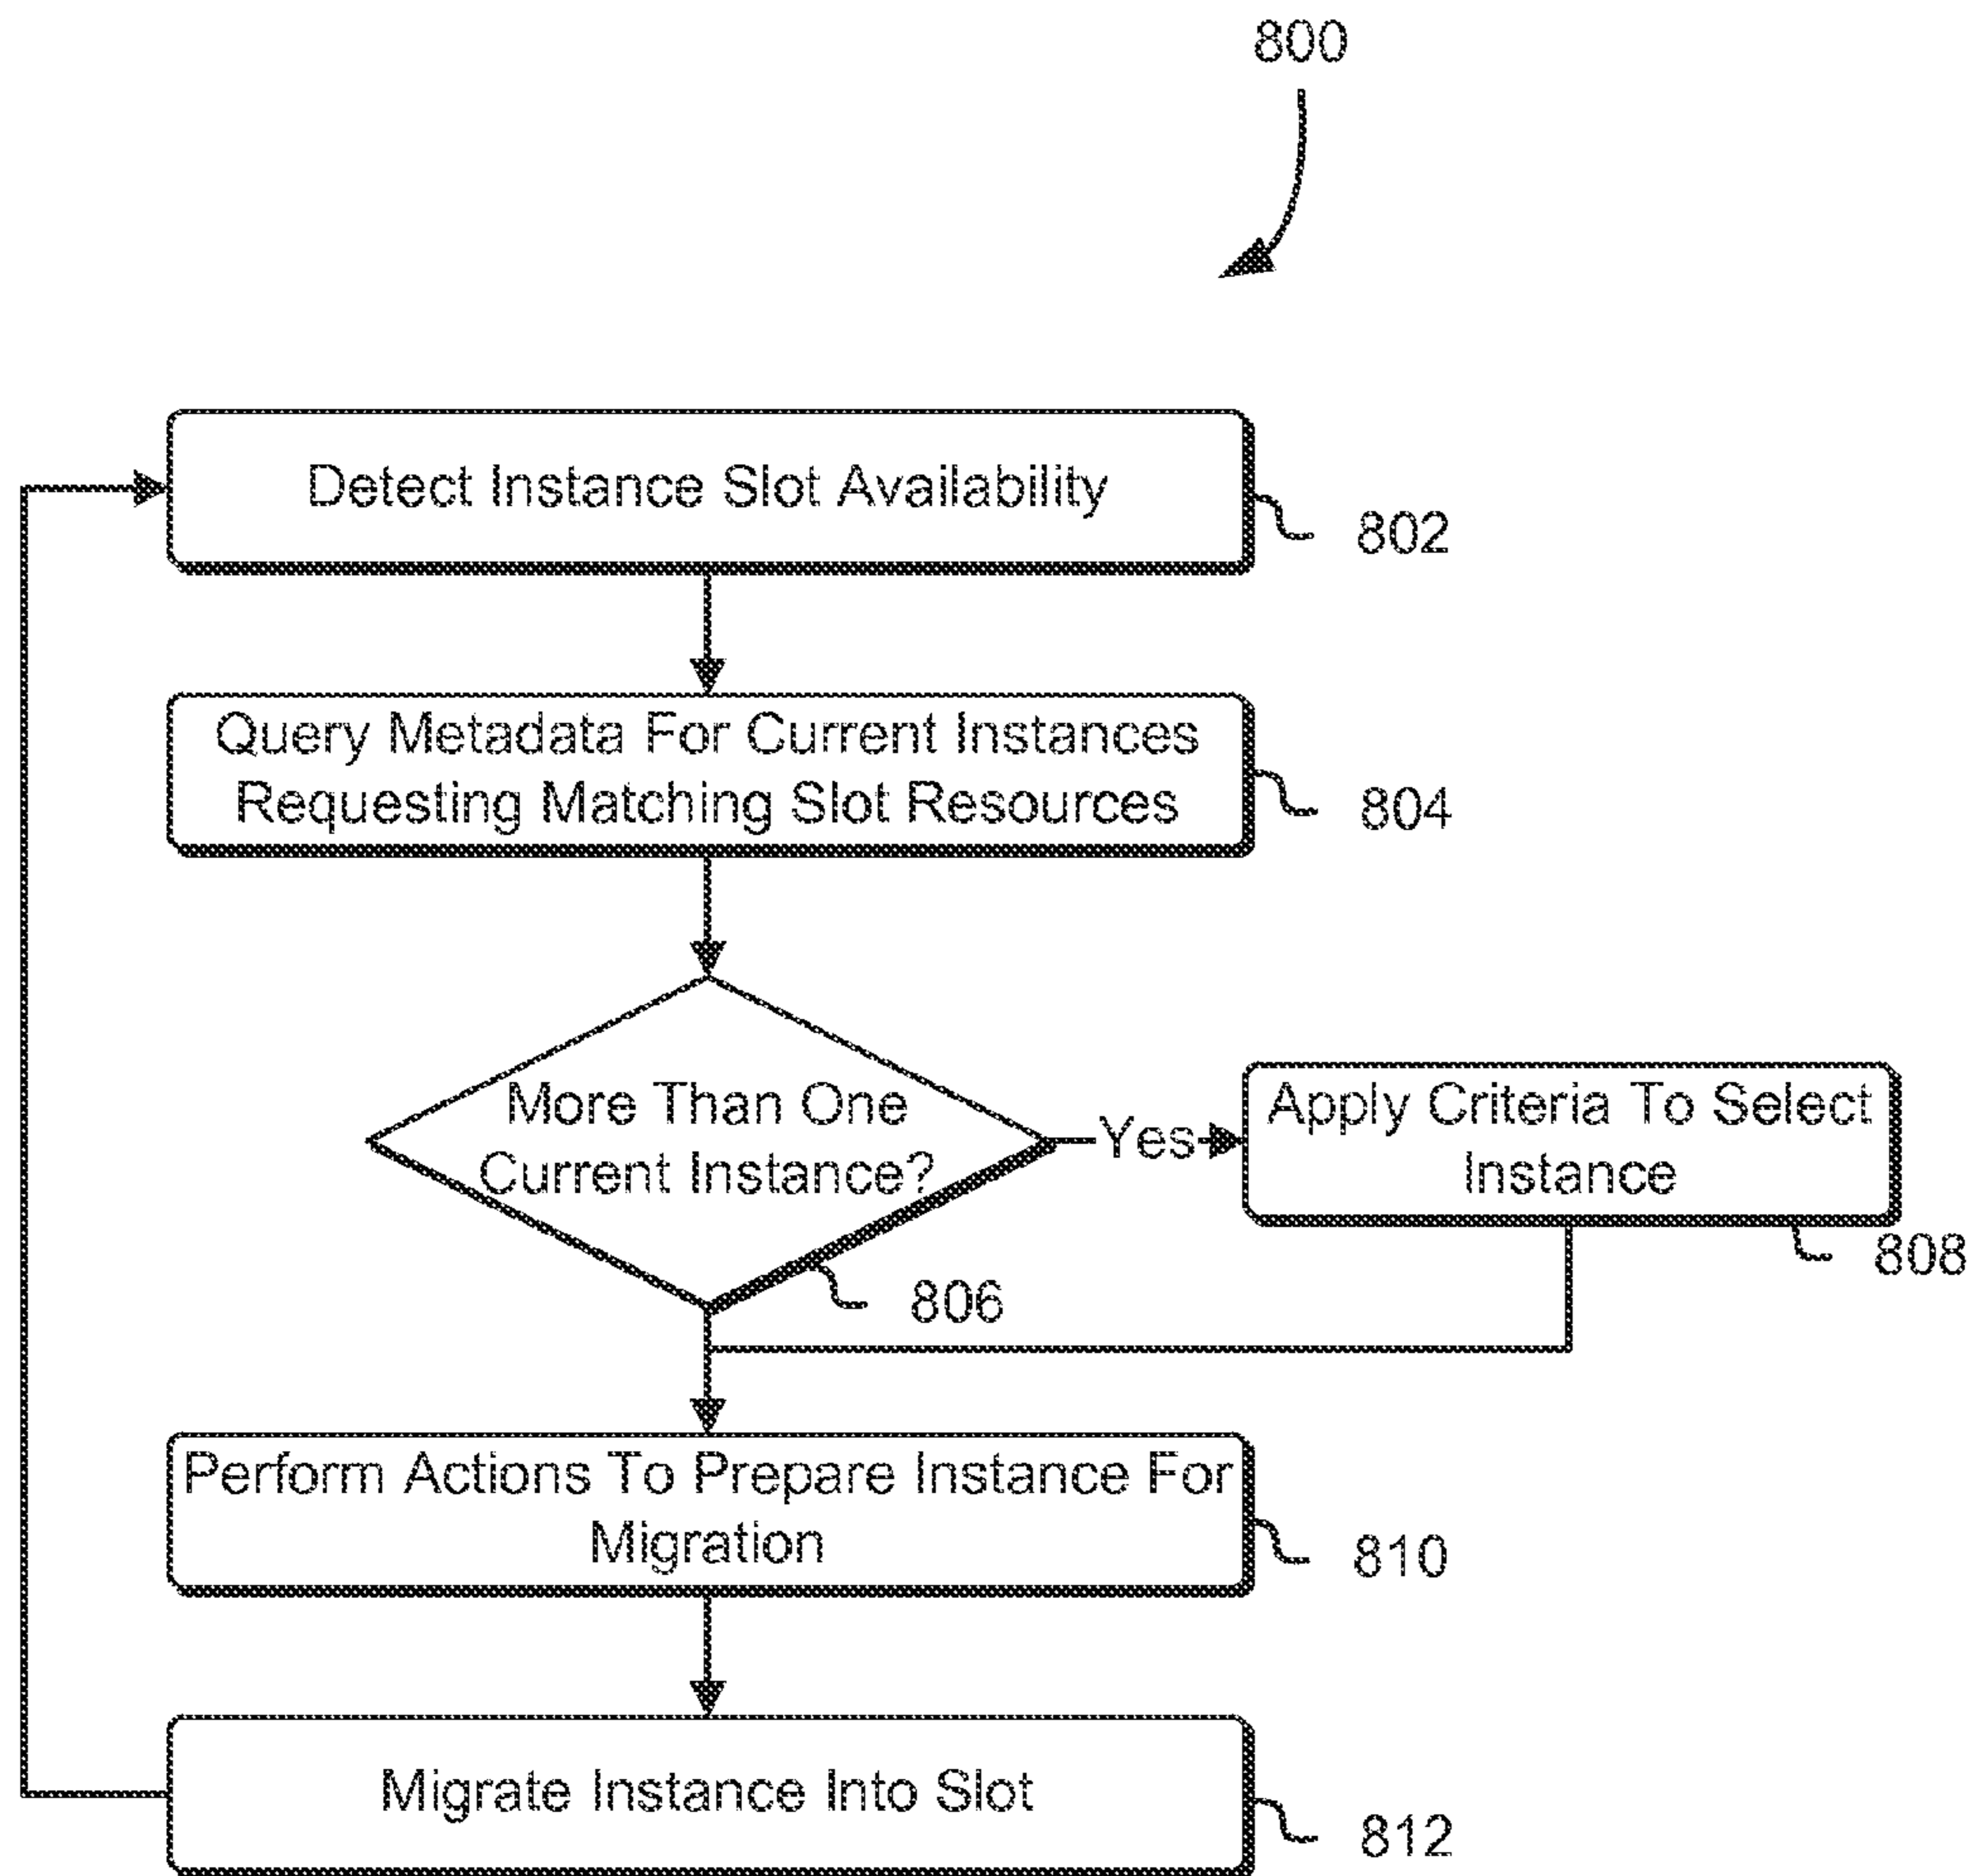 800
Detect Instance Slot Availability
802
Query Metadata For Current Instances
Requesting Matching Slot Resources
804
More Than One
Current Instance?
806
Yes
Apply Criteria To Select
Instance
808
Perform Actions To Prepare Instance For
Migration
810
Migrate Instance Into Slot
812